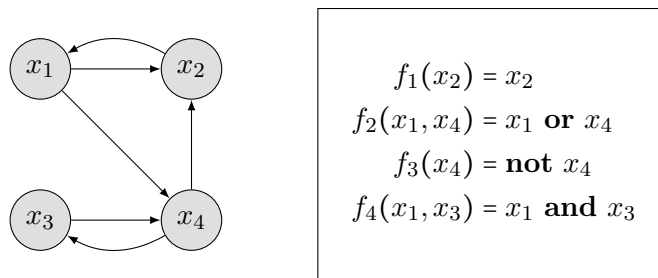 x₁ x₂
x₃ x₄
f₁(x₂) = x₂
f₂(x₁, x₄) = x₁ or x₄
f₃(x₄) = not x₄
f₄(x₁, x₃) = x₁ and x₃